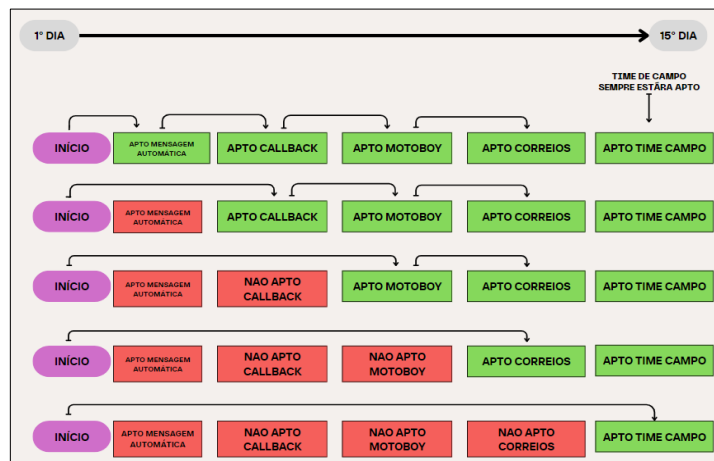 1° DIA
15° DIA
TIME DE CAMPO
SEMPRE ESTÁRA APTO
INÍCIO
APTO MENSAGEM
AUTOMÁTICA
APTO CALLBACK
APTO MOTOBOY
APTO CORREIOS
APTO TIME CAMPO
INÍCIO
APTO MENSAGEM
AUTOMÁTICA
APTO CALLBACK
APTO MOTOBOY
APTO CORREIOS
APTO TIME CAMPO
INÍCIO
APTO MENSAGEM
AUTOMÁTICA
NAO APTO
CALLBACK
APTO MOTOBOY
APTO CORREIOS
APTO TIME CAMPO
INÍCIO
APTO MENSAGEM
AUTOMÁTICA
NAO APTO
CALLBACK
NAO APTO
MOTOBOY
APTO CORREIOS
APTO TIME CAMPO
INÍCIO
APTO MENSAGEM
AUTOMÁTICA
NAO APTO
CALLBACK
NAO APTO
MOTOBOY
NAO APTO
CORREIOS
APTO TIME CAMPO